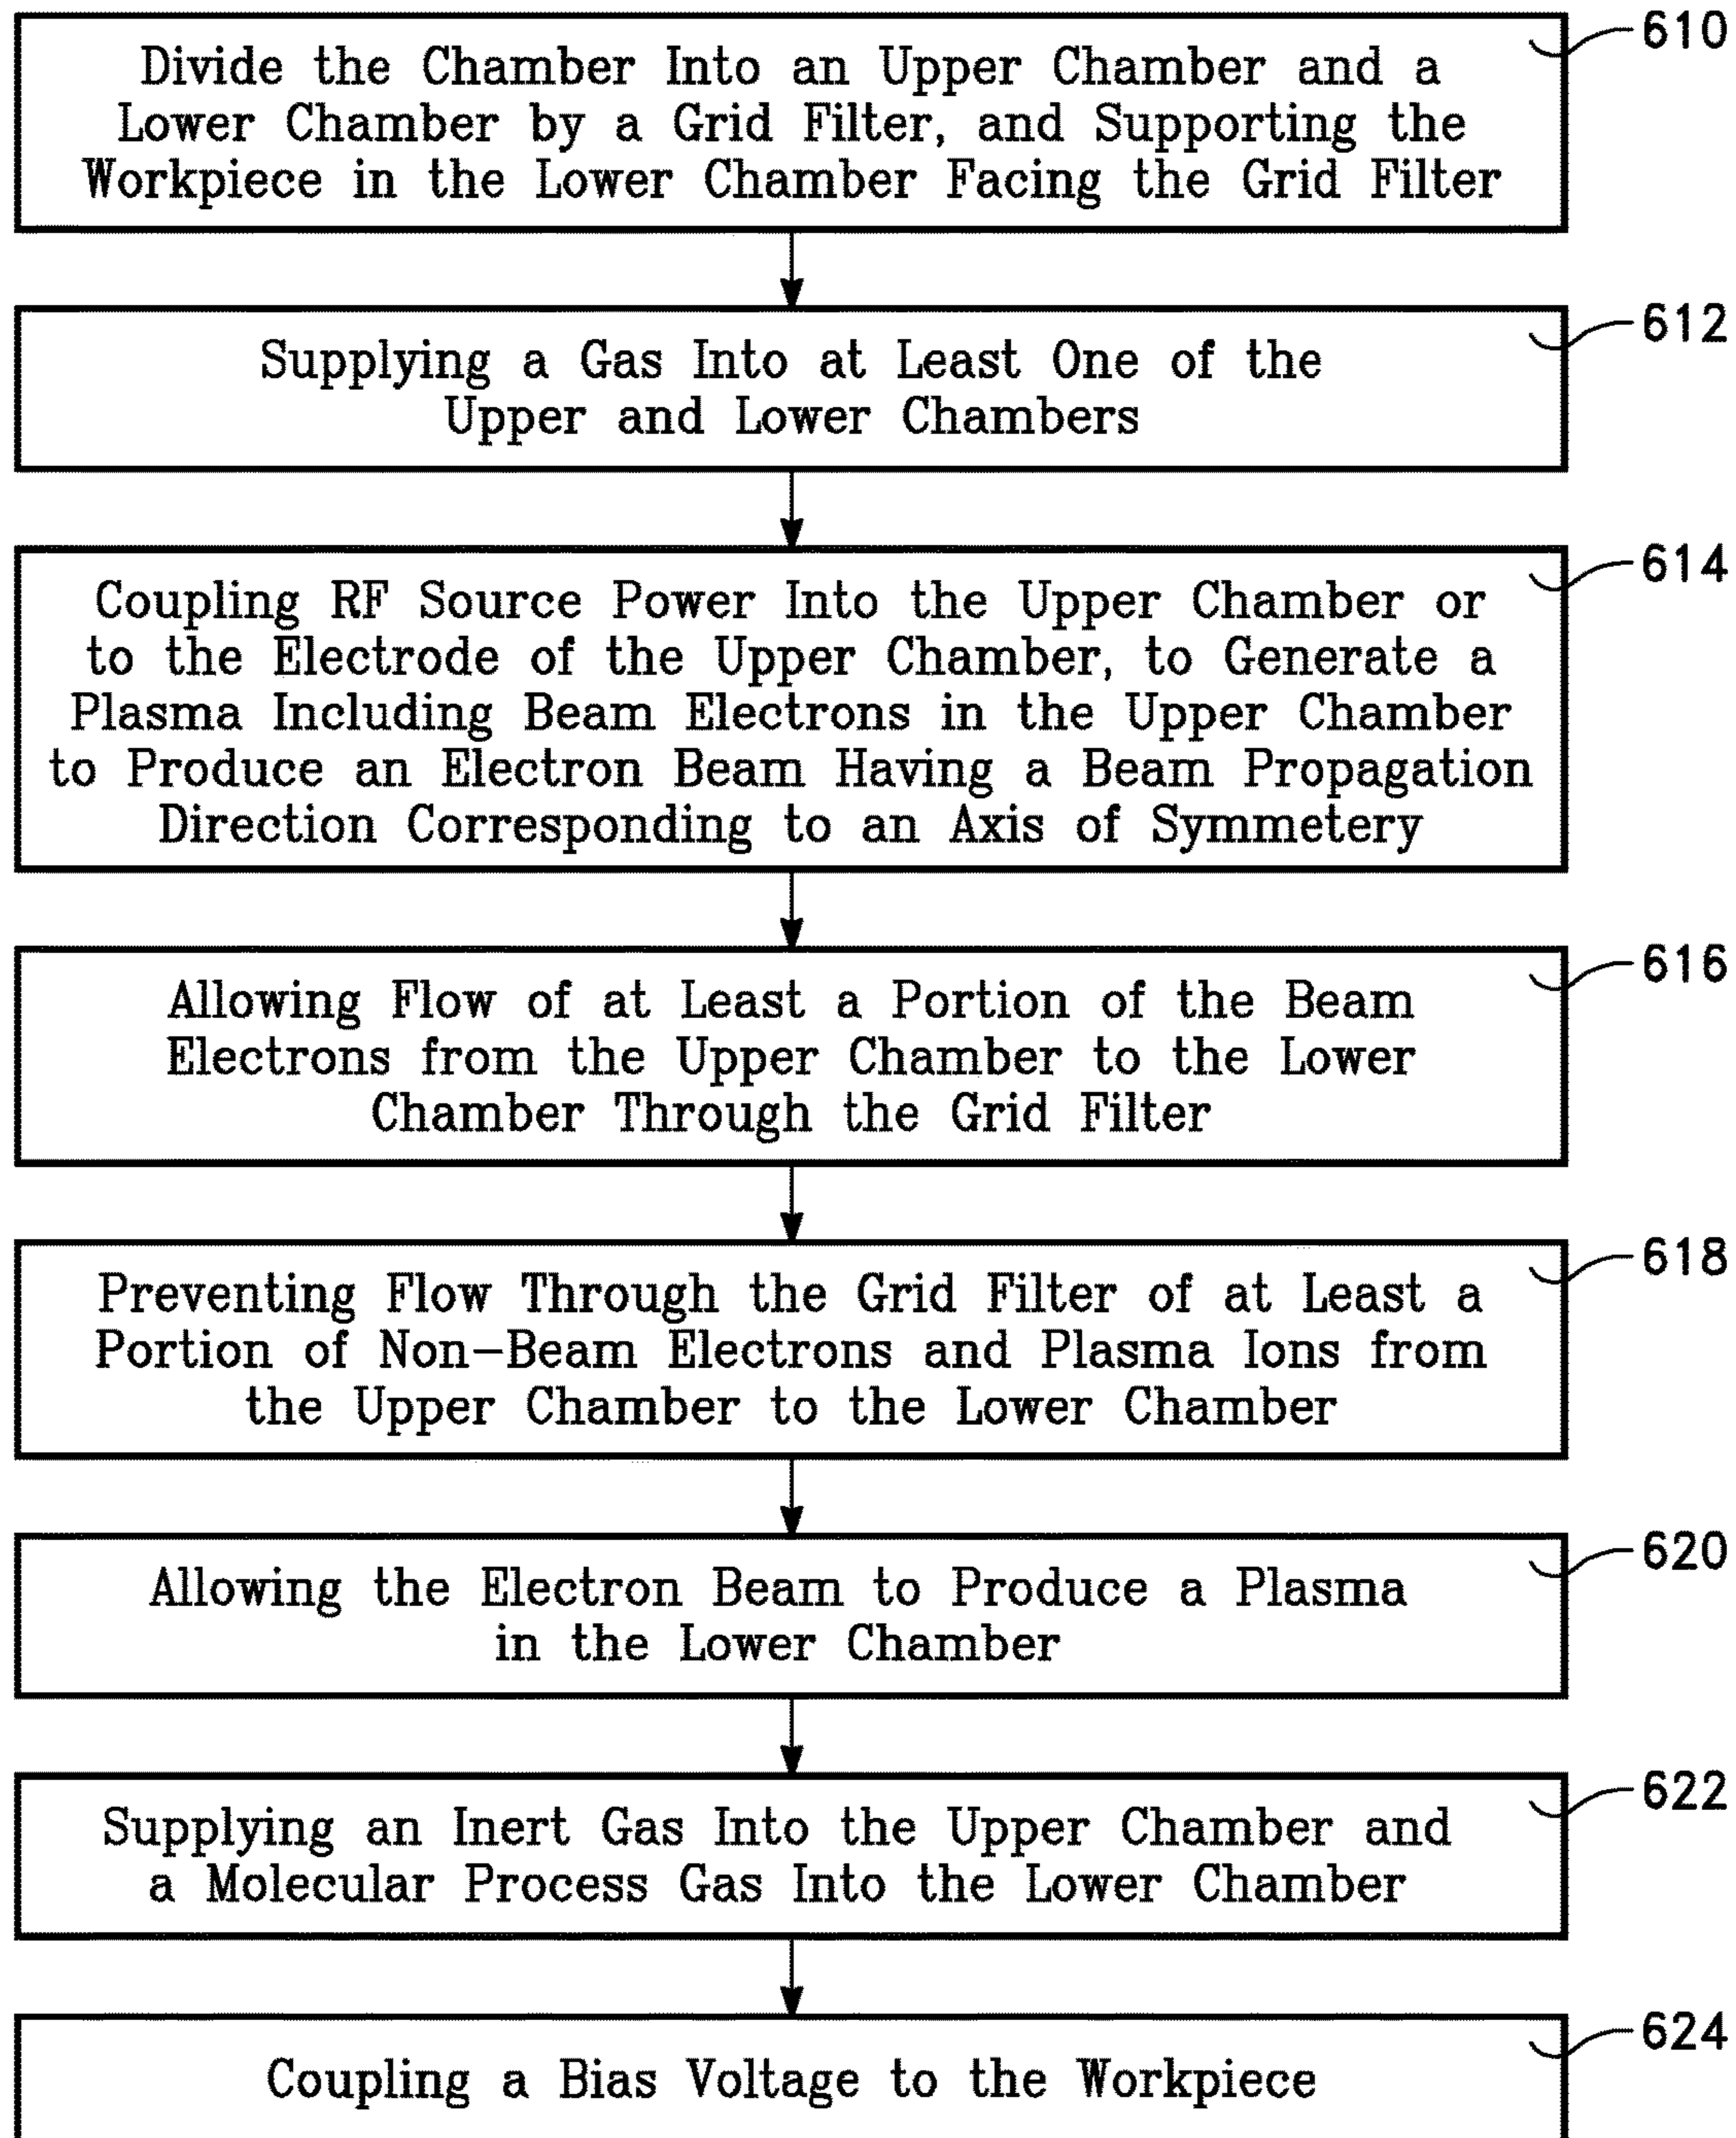 610
Divide the Chamber Into an Upper Chamber and a
Lower Chamber by a Grid Filter, and Supporting the
Workpiece in the Lower Chamber Facing the Grid Filter
612
Supplying a Gas Into at Least One of the
Upper and Lower Chambers
614
Coupling RF Source Power Into the Upper Chamber or
to the Electrode of the Upper Chamber, to Generate a
Plasma Including Beam Electrons in the Upper Chamber
to Produce an Electron Beam Having a Beam Propagation
Direction Corresponding to an Axis of Symmetery
616
Allowing Flow of at Least a Portion of the Beam
Electrons from the Upper Chamber to the Lower
Chamber Through the Grid Filter
618
Preventing Flow Through the Grid Filter of at Least a
Portion of Non-Beam Electrons and Plasma Ions from
the Upper Chamber to the Lower Chamber
620
Allowing the Electron Beam to Produce a Plasma
in the Lower Chamber
622
Supplying an Inert Gas Into the Upper Chamber and
a Molecular Process Gas Into the Lower Chamber
624
Coupling a Bias Voltage to the Workpiece